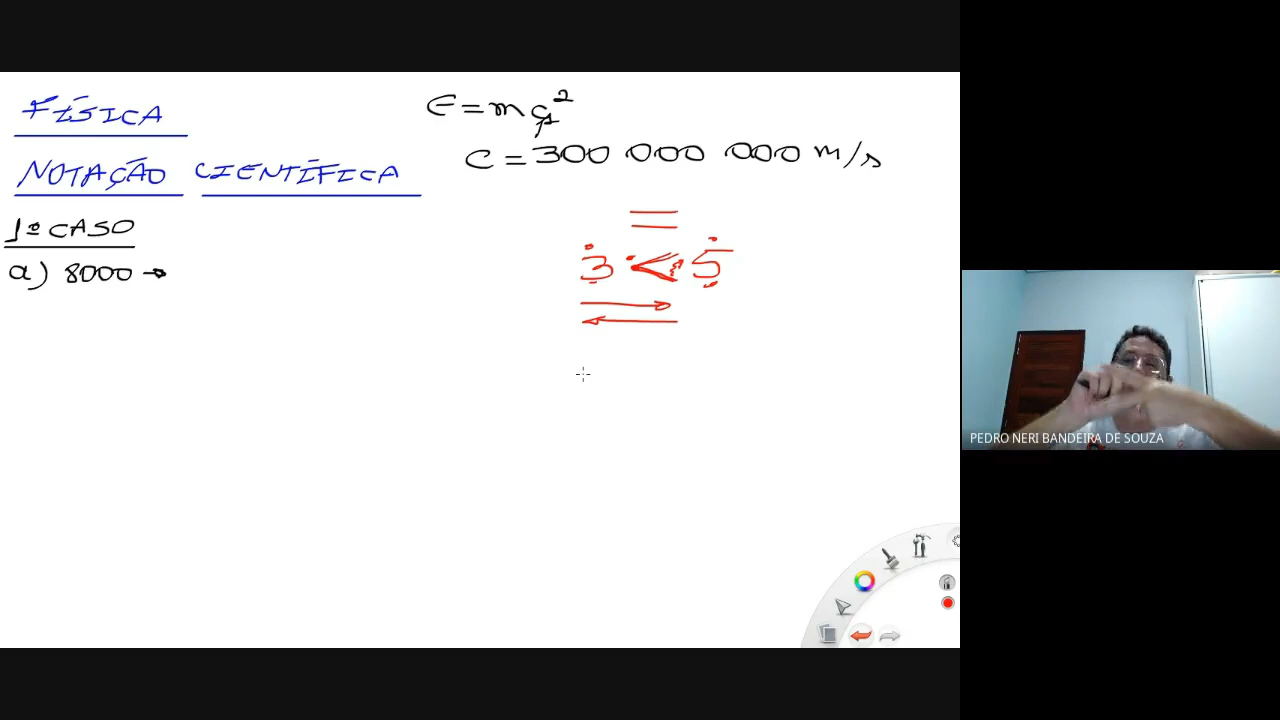 FÍSICA
NOTAÇÃO CIENTÍFICA
1º CASO
a) 8000 →
E = mc²
C = 300 000 000 m/s
=
3 < 5
PEDRO NERI BANDEIRA DE SOUZA